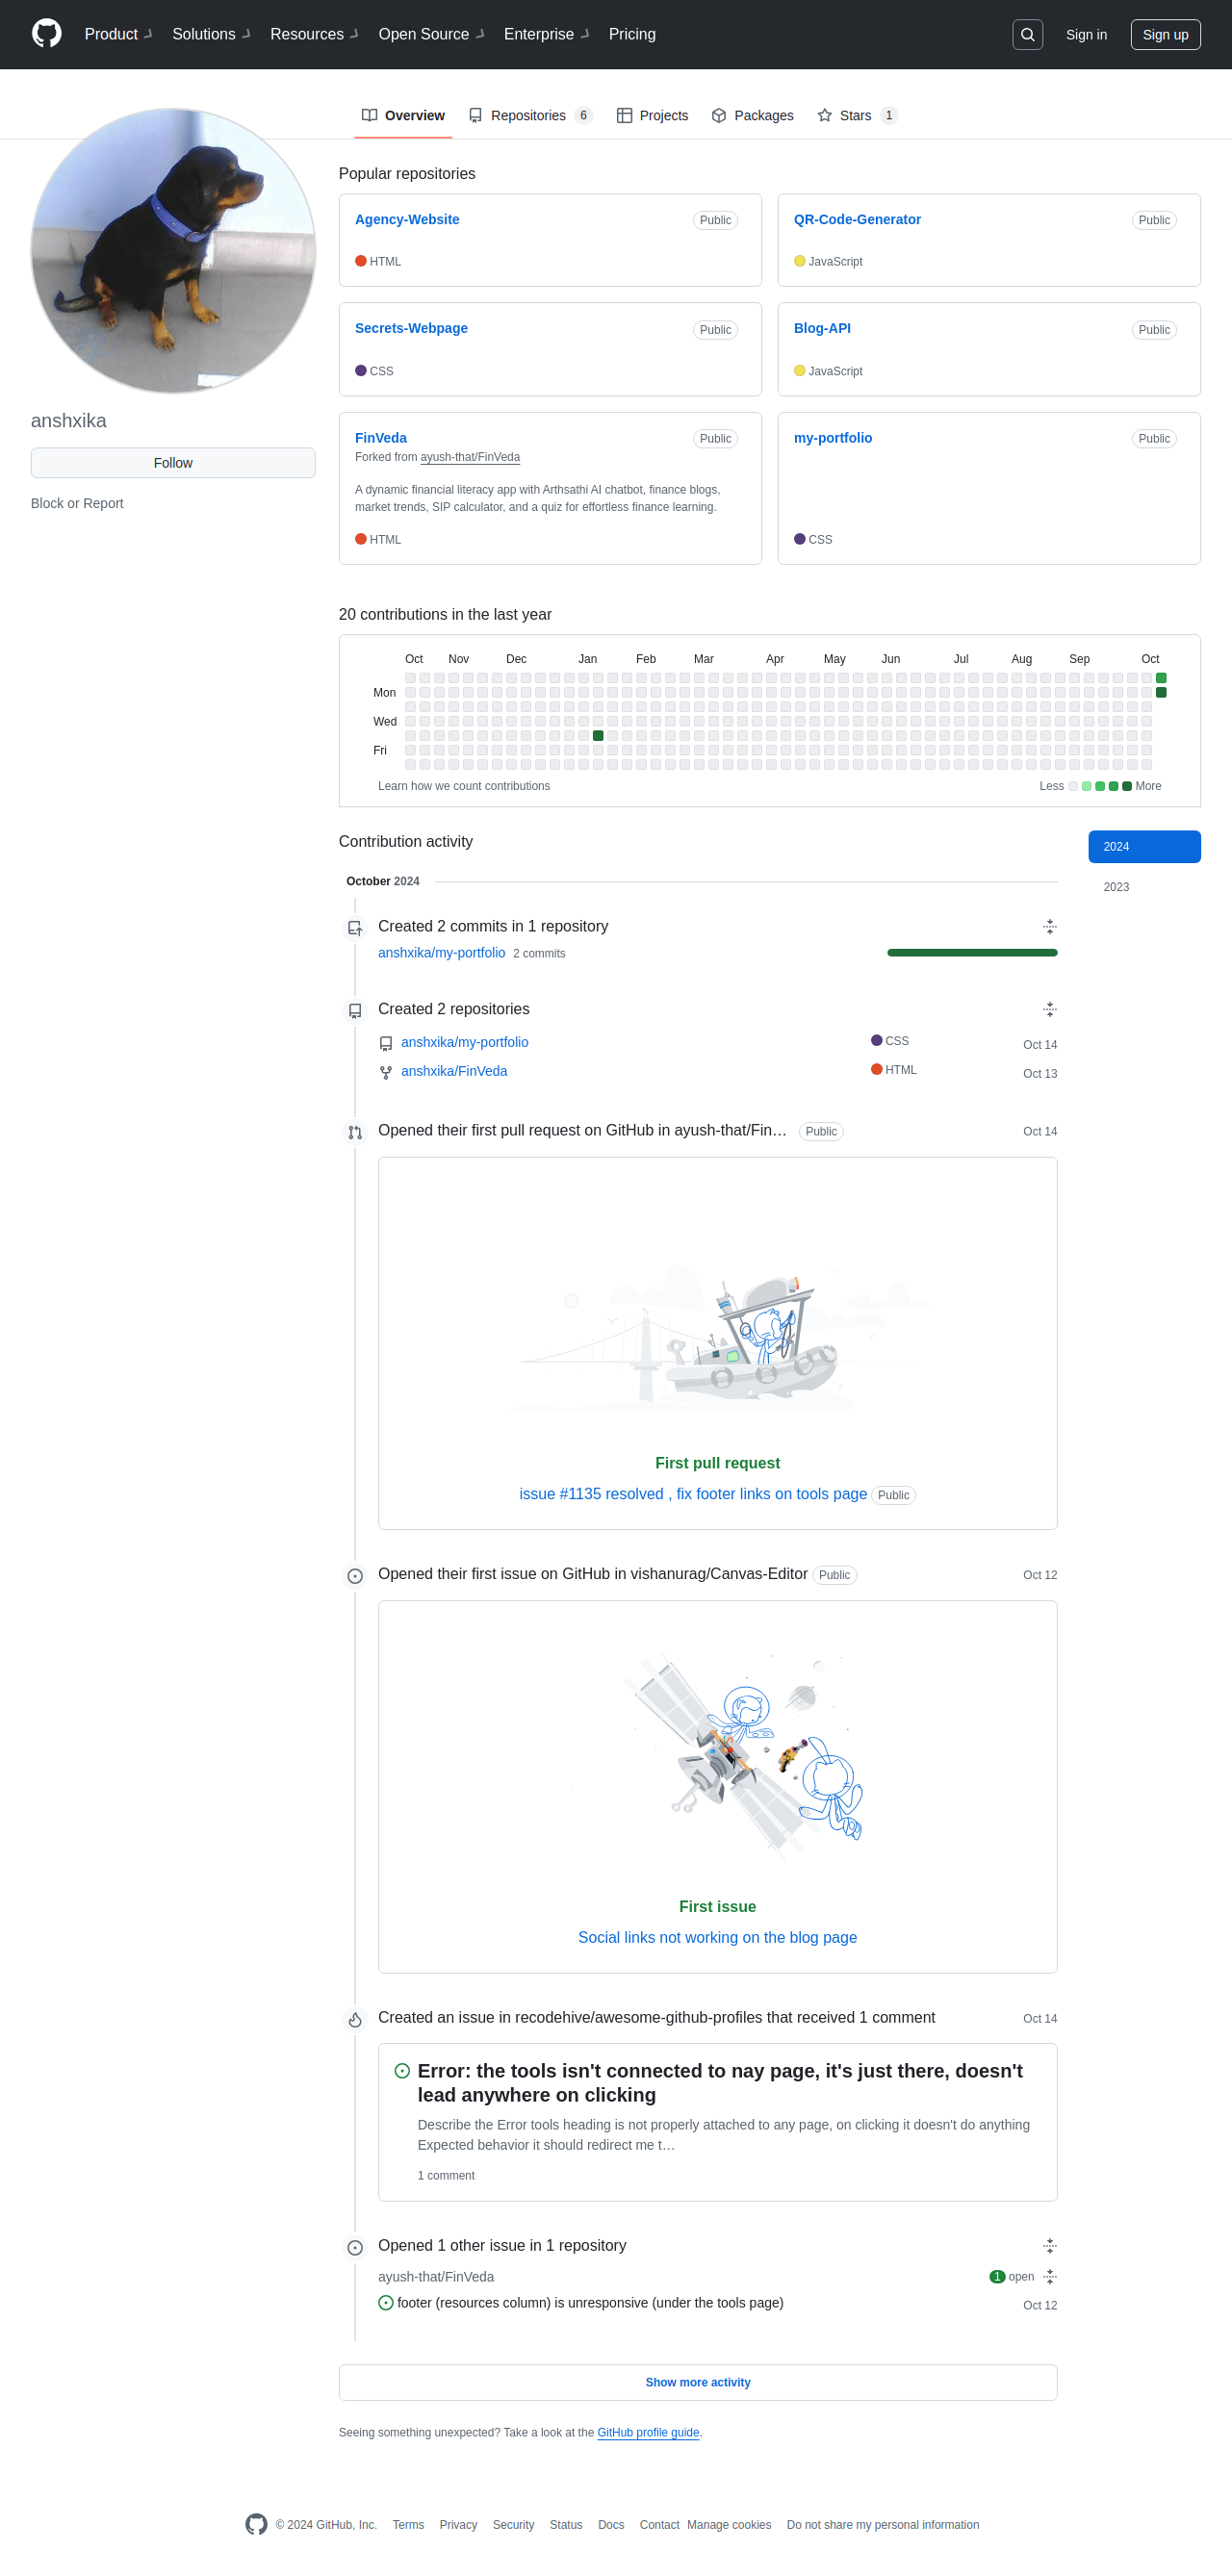 Product Solutions Resources Open Source Enterprise Pricing Sign in Sign up
Overview Repositories 6 Projects Packages Stars 1
anshxika
Follow
Block or Report
Popular repositories
Agency-Website Public
HTML
QR-Code-Generator Public
JavaScript
Secrets-Webpage Public
CSS
Blog-API Public
JavaScript
FinVeda Public
Forked from ayush-that/FinVeda
A dynamic financial literacy app with Arthsathi AI chatbot, finance blogs,
market trends, SIP calculator, and a quiz for effortless finance learning.
HTML
my-portfolio Public
CSS
20 contributions in the last year
Oct Nov Dec Jan Feb Mar Apr May Jun Jul Aug Sep Oct
Mon
Wed
Fri
Learn how we count contributions Less More
Contribution activity
2024
2023
October 2024
Created 2 commits in 1 repository
anshxika/my-portfolio 2 commits
Created 2 repositories
anshxika/my-portfolio CSS Oct 14
anshxika/FinVeda HTML Oct 13
Opened their first pull request on GitHub in ayush-that/Fin… Public Oct 14
First pull request
issue #1135 resolved , fix footer links on tools page Public
Opened their first issue on GitHub in vishanurag/Canvas-Editor Public Oct 12
First issue
Social links not working on the blog page
Created an issue in recodehive/awesome-github-profiles that received 1 comment Oct 14
Error: the tools isn't connected to nay page, it's just there, doesn't
lead anywhere on clicking
Describe the Error tools heading is not properly attached to any page, on clicking it doesn't do anything
Expected behavior it should redirect me t…
1 comment
Opened 1 other issue in 1 repository
ayush-that/FinVeda 1 open
footer (resources column) is unresponsive (under the tools page) Oct 12
Show more activity
Seeing something unexpected? Take a look at the GitHub profile guide.
© 2024 GitHub, Inc. Terms Privacy Security Status Docs Contact Manage cookies Do not share my personal information